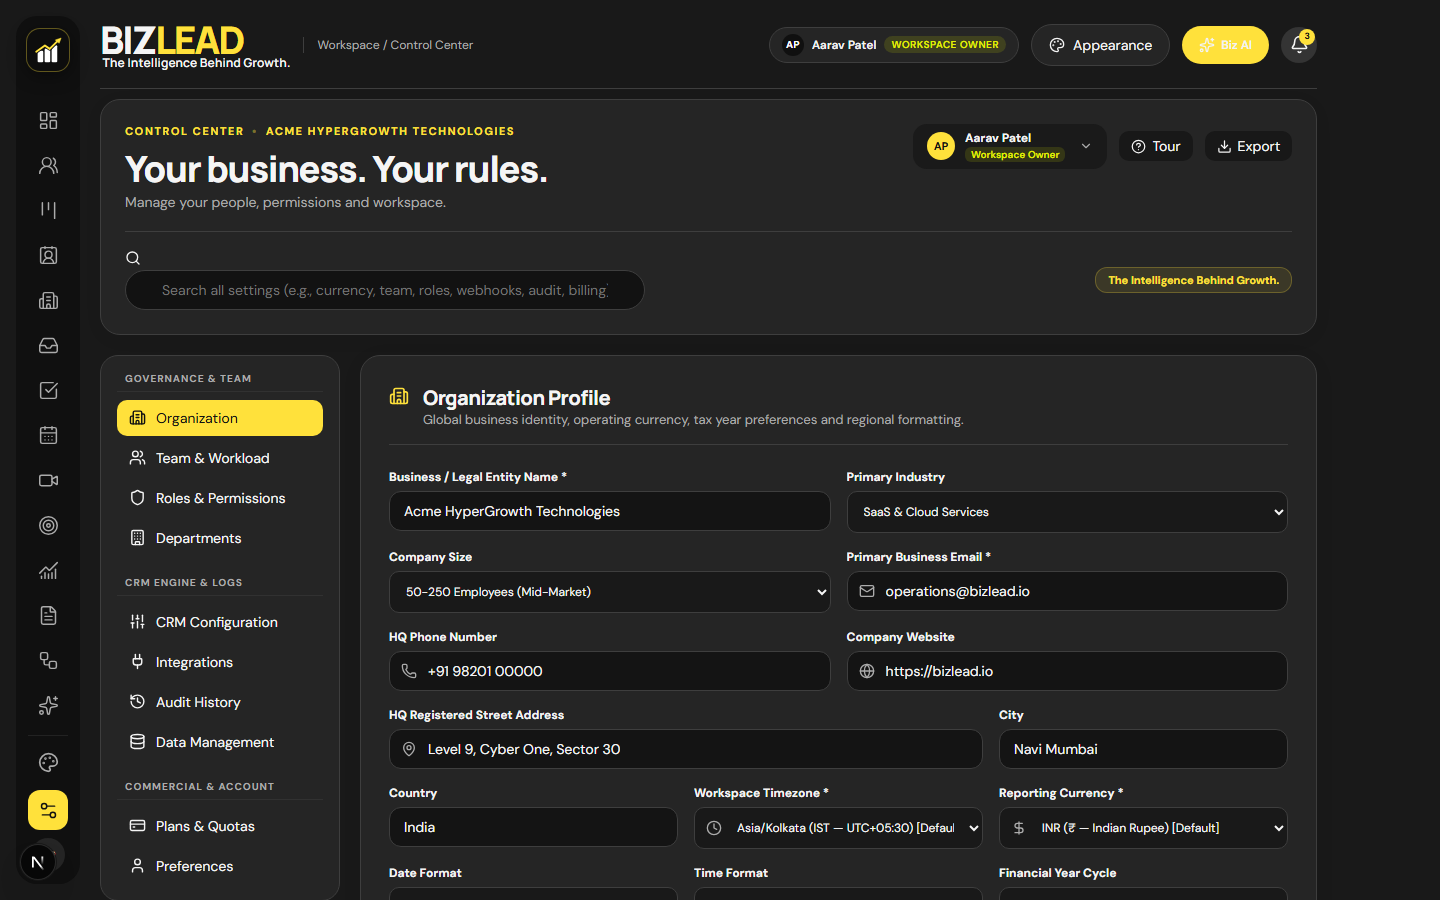 BIZLEAD
The Intelligence Behind Growth.
Workspace / Control Center
AP Aarav Patel WORKSPACE OWNER
Appearance
Biz AI
3
CONTROL CENTER • ACME HYPERGROWTH TECHNOLOGIES
Your business. Your rules.
Manage your people, permissions and workspace.
AP Aarav Patel
Workspace Owner
Tour
Export
Search all settings (e.g., currency, team, roles, webhooks, audit, billing)
The Intelligence Behind Growth.
GOVERNANCE & TEAM
Organization
Team & Workload
Roles & Permissions
Departments
CRM ENGINE & LOGS
CRM Configuration
Integrations
Audit History
Data Management
COMMERCIAL & ACCOUNT
Plans & Quotas
Preferences
N
Organization Profile
Global business identity, operating currency, tax year preferences and regional formatting.
Business / Legal Entity Name *
Acme HyperGrowth Technologies
Primary Industry
SaaS & Cloud Services
Company Size
50-250 Employees (Mid-Market)
Primary Business Email *
operations@bizlead.io
HQ Phone Number
+91 98201 00000
Company Website
https://bizlead.io
HQ Registered Street Address
Level 9, Cyber One, Sector 30
City
Navi Mumbai
Country
India
Workspace Timezone *
Asia/Kolkata (IST — UTC+05:30) [Defaul
Reporting Currency *
INR (₹ — Indian Rupee) [Default]
Date Format
Time Format
Financial Year Cycle